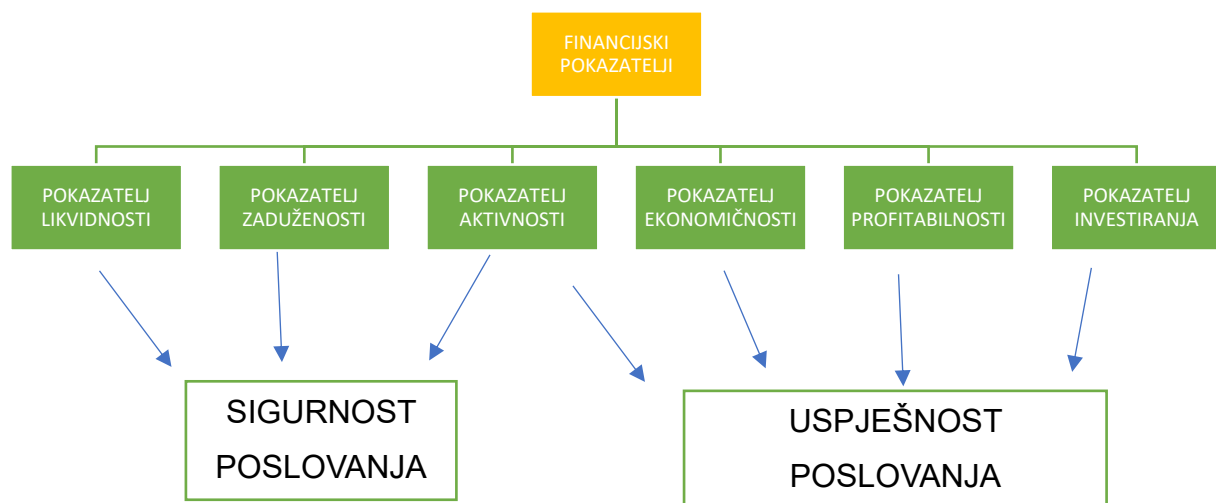 FINANCIJSKI
POKAZATELJI
POKAZATELJ
LIKVIDNOSTI
POKAZATELJ
ZADUŽENOSTI
POKAZATELJ
AKTIVNOSTI
POKAZATELJ
EKONOMIČNOSTI
POKAZATELJ
PROFITABILNOSTI
POKAZATELJ
INVESTIRANJA
SIGURNOST
POSLOVANJA
USPJEŠNOST
POSLOVANJA